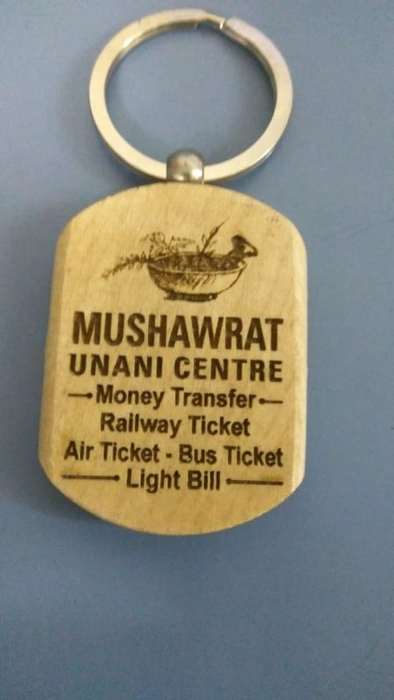 MUSHAWRAT
UNANI CENTRE
Money Transfer
Railway Ticket
Air Ticket - Bus Ticket
Light Bill